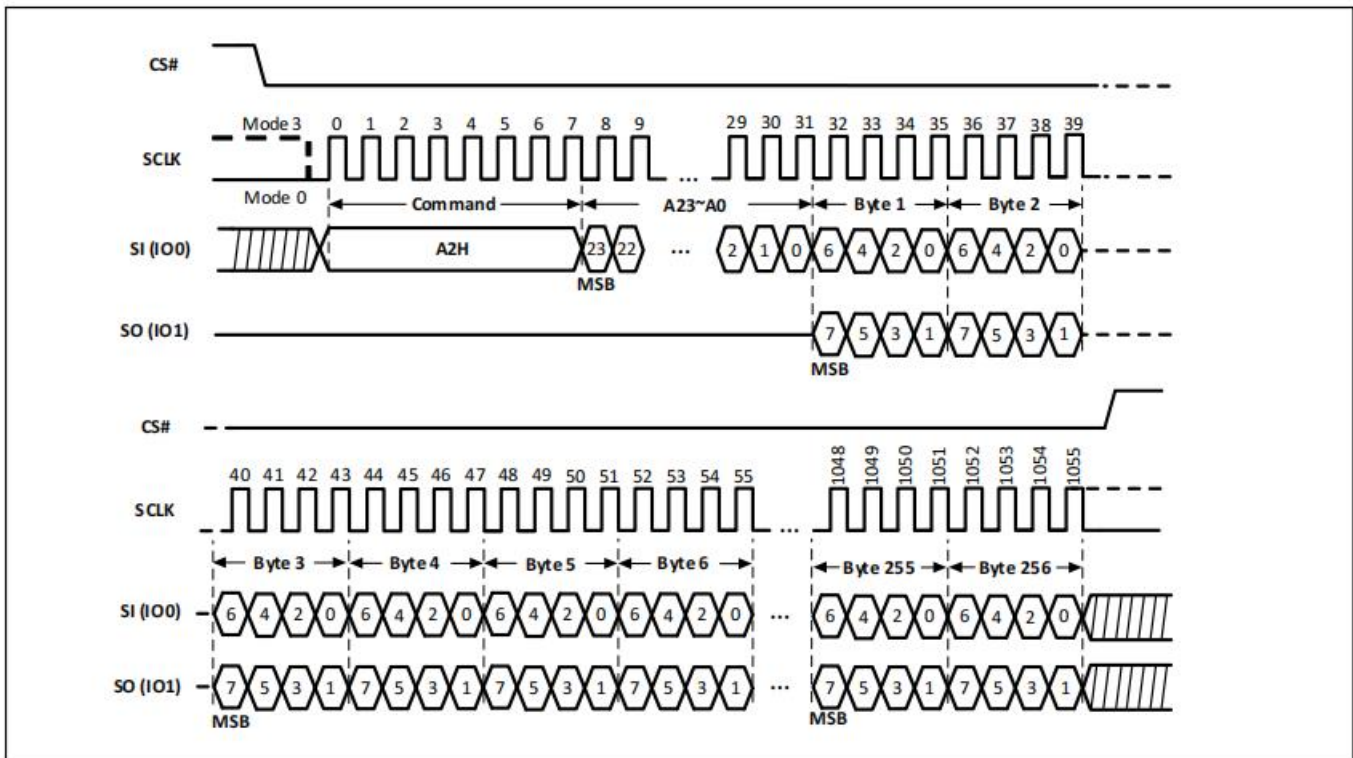 CS#
Mode 3 0 1 2 3 4 5 6 7 8 9 29 30 31 32 33 34 35 36 37 38 39
SCLK ...
Mode 0 Command A23~A0 Byte 1 Byte 2
SI (IO0) A2H 23 22 ... 2 1 0 6 4 2 0 6 4 2 0
MSB
SO (IO1) 7 5 3 1 7 5 3 1
MSB
CS#
40 41 42 43 44 45 46 47 48 49 50 51 52 53 54 55 1048 1049 1050 1051 1052 1053 1054 1055
SCLK ...
Byte 3 Byte 4 Byte 5 Byte 6 Byte 255 Byte 256
SI (IO0) 6 4 2 0 6 4 2 0 6 4 2 0 6 4 2 0 ... 6 4 2 0 6 4 2 0
SO (IO1) 7 5 3 1 7 5 3 1 7 5 3 1 7 5 3 1 ... 7 5 3 1 7 5 3 1
MSB MSB